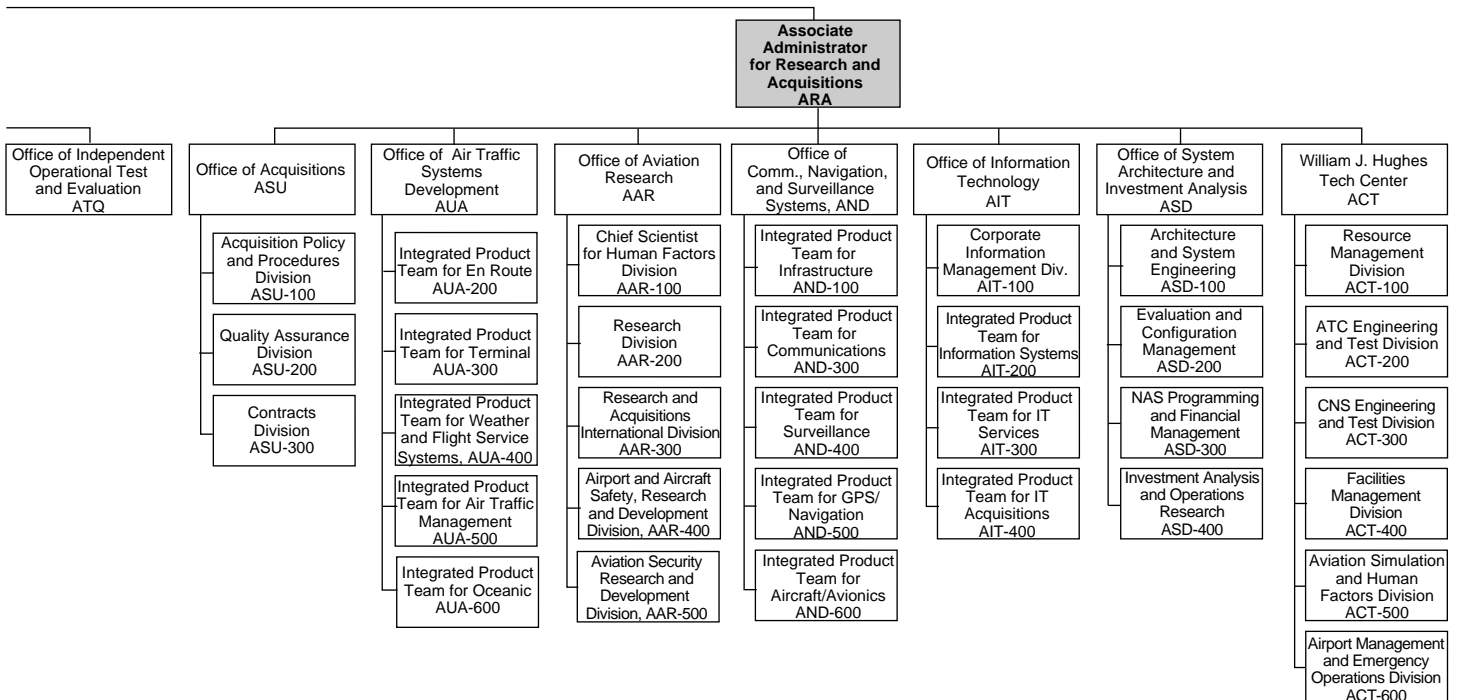 Associate
Administrator
for Research and
Acquisitions
ARA
Office of Independent
Operational Test
and Evaluation
ATQ
Office of Acquisitions
ASU
Acquisition Policy
and Procedures
Division
ASU-100
Quality Assurance
Division
ASU-200
Contracts
Division
ASU-300
Office of Air Traffic
Systems
Development
AUA
Integrated Product
Team for En Route
AUA-200
Integrated Product
Team for Terminal
AUA-300
Integrated Product
Team for Weather
and Flight Service
Systems, AUA-400
Integrated Product
Team for Air Traffic
Management
AUA-500
Integrated Product
Team for Oceanic
AUA-600
Office of Aviation
Research
AAR
Chief Scientist
for Human Factors
Division
AAR-100
Research
Division
AAR-200
Research and
Acquisitions
International Division
AAR-300
Airport and Aircraft
Safety, Research
and Development
Division, AAR-400
Aviation Security
Research and
Development
Division, AAR-500
Office of
Comm., Navigation,
and Surveillance
Systems, AND
Integrated Product
Team for
Infrastructure
AND-100
Integrated Product
Team for
Communications
AND-300
Integrated Product
Team for
Surveillance
AND-400
Integrated Product
Team for GPS/
Navigation
AND-500
Integrated Product
Team for
Aircraft/Avionics
AND-600
Office of Information
Technology
AIT
Corporate
Information
Management Div.
AIT-100
Integrated Product
Team for
Information Systems
AIT-200
Integrated Product
Team for IT
Services
AIT-300
Integrated Product
Team for IT
Acquisitions
AIT-400
Office of System
Architecture and
Investment Analysis
ASD
Architecture
and System
Engineering
ASD-100
Evaluation and
Configuration
Management
ASD-200
NAS Programming
and Financial
Management
ASD-300
Investment Analysis
and Operations
Research
ASD-400
William J. Hughes
Tech Center
ACT
Resource
Management
Division
ACT-100
ATC Engineering
and Test Division
ACT-200
CNS Engineering
and Test Division
ACT-300
Facilities
Management
Division
ACT-400
Aviation Simulation
and Human
Factors Division
ACT-500
Airport Management
and Emergency
Operations Division
ACT-600